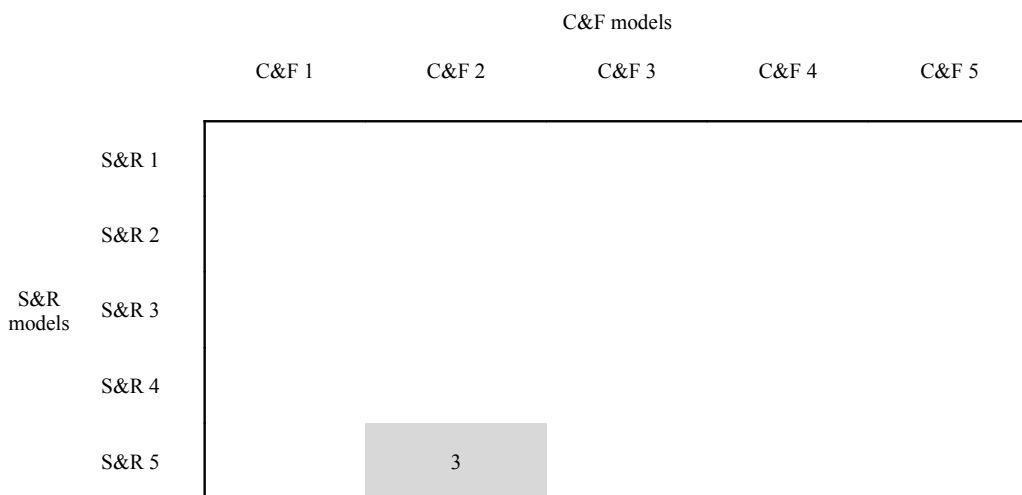 C&F models
C&F 1 C&F 2 C&F 3 C&F 4 C&F 5
S&R 1
S&R 2
S&R
models
S&R 3
S&R 4
S&R 5 3